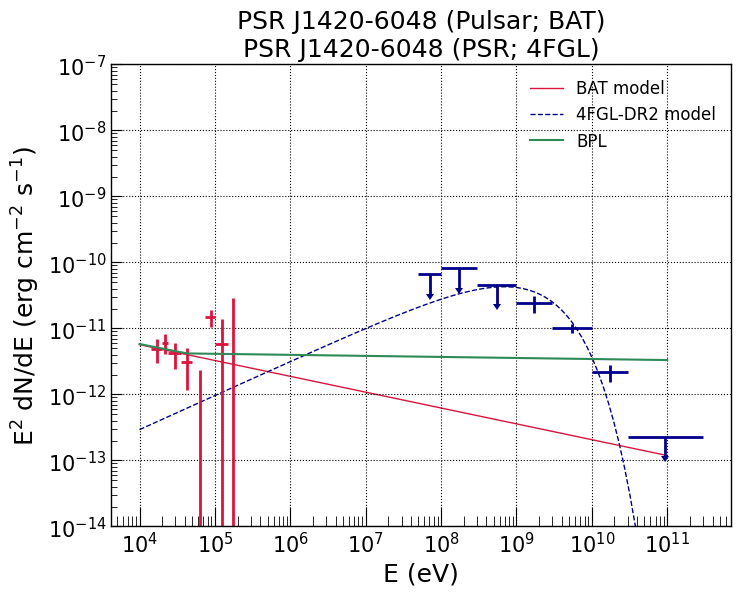 PSR J1420-6048 (Pulsar; BAT)
PSR J1420-6048 (PSR; 4FGL)
BAT model
4FGL-DR2 model
BPL
E² dN/dE (erg cm⁻² s⁻¹)
10⁻⁷
10⁻⁸
10⁻⁹
10⁻¹⁰
10⁻¹¹
10⁻¹²
10⁻¹³
10⁻¹⁴
10⁴ 10⁵ 10⁶ 10⁷ 10⁸ 10⁹ 10¹⁰ 10¹¹
E (eV)